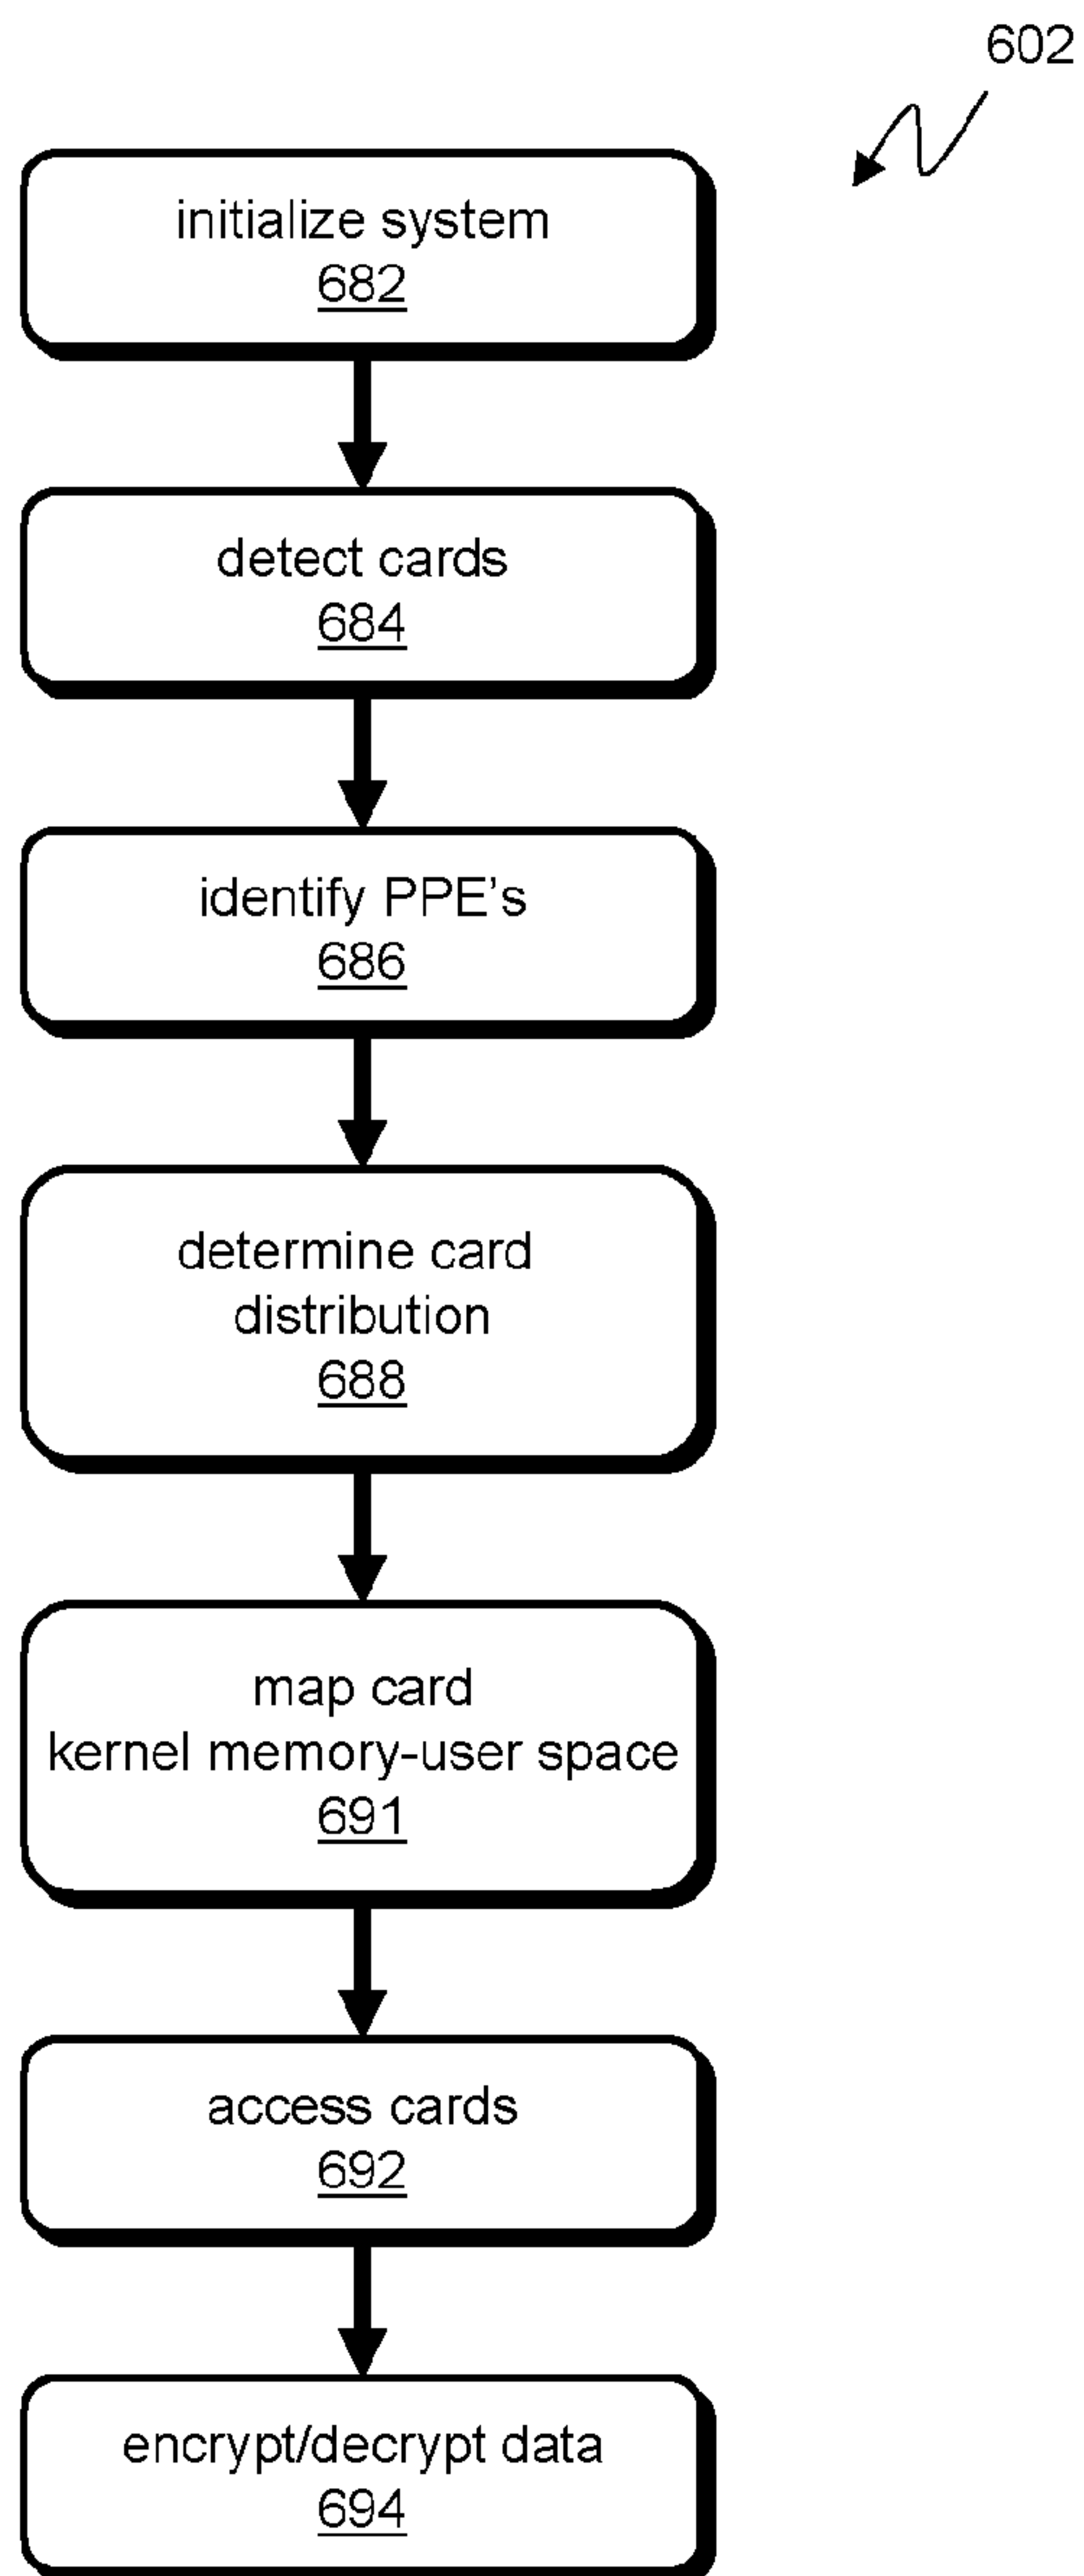 602
initialize system
682
detect cards
684
identify PPE's
686
determine card
distribution
688
map card
kernel memory-user space
691
access cards
692
encrypt/decrypt data
694